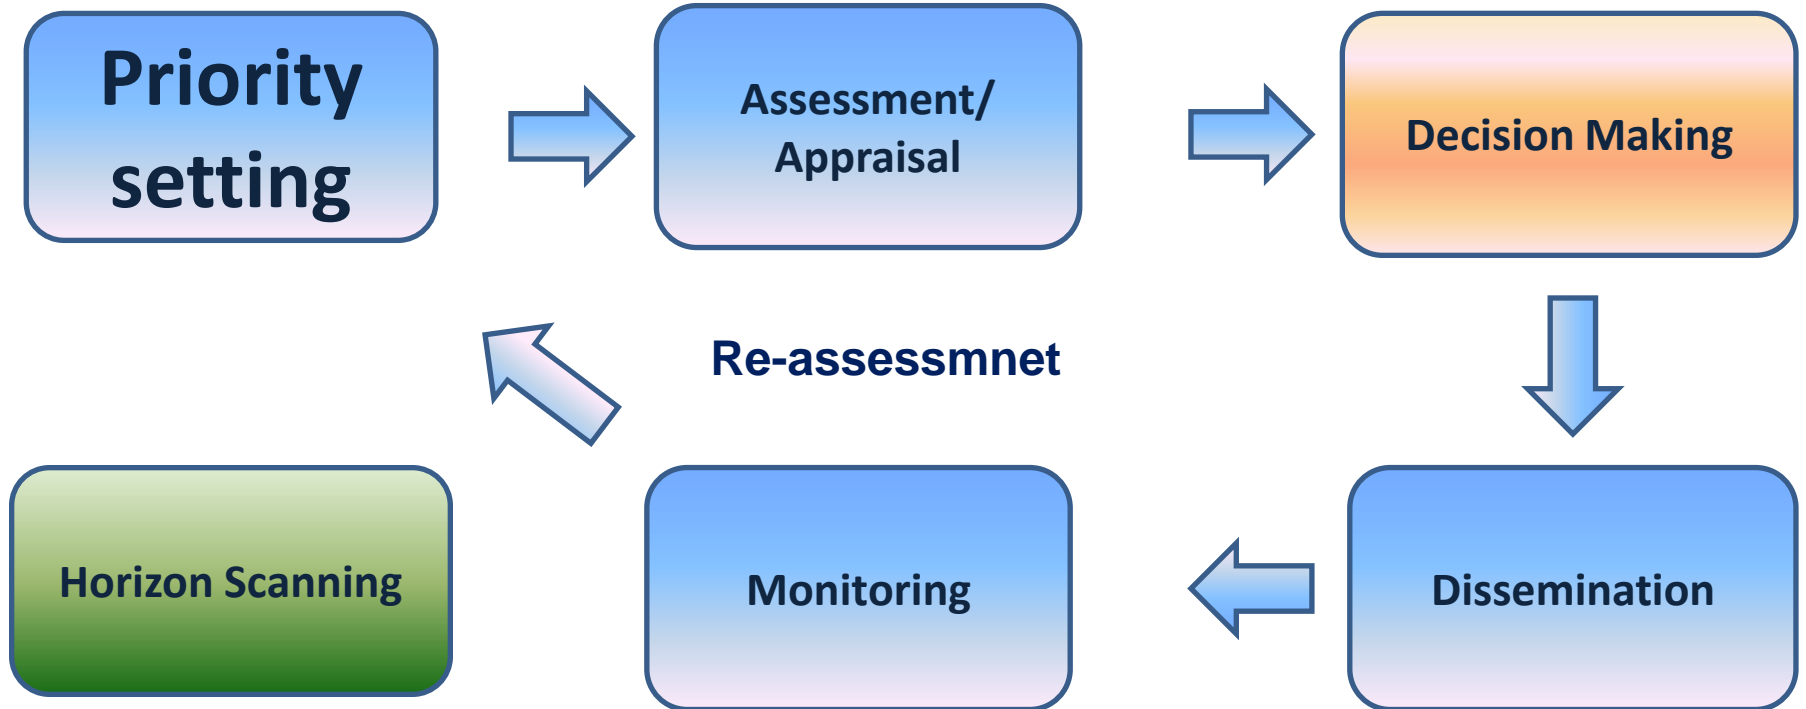 Priority
setting
Assessment/
Appraisal
Decision Making
Re-assessmnet
Horizon Scanning
Monitoring
Dissemination